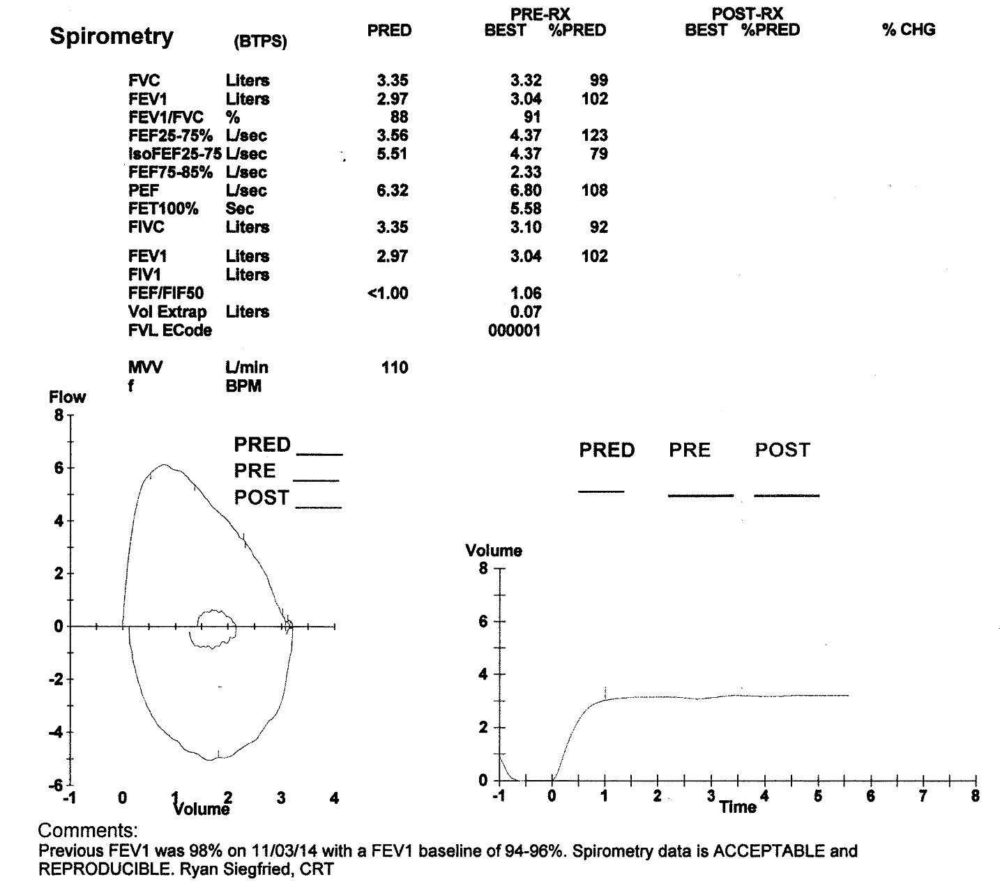 PRE-RX POST-RX
Spirometry (BTPS) PRED BEST %PRED BEST %PRED % CHG
FVC Liters 3.35 3.32 99
FEV1 Liters 2.97 3.04 102
FEV1/FVC % 88 91
FEF25-75% L/sec 3.56 4.37 123
IsoFEF25-75 L/sec 5.51 4.37 79
FEF75-85% L/sec 2.33
PEF L/sec 6.32 6.80 108
FET100% Sec 5.58
FIVC Liters 3.35 3.10 92
FEV1 Liters 2.97 3.04 102
FIV1 Liters
FEF/FIF50 <1.00 1.06
Vol Extrap Liters 0.07
FVL ECode 000001
MVV L/min 110
f BPM
Flow
8
6
4
2
0
-2
-4
-6
-1 0 1 2 3 4
Volume
PRED
PRE
POST
PRED PRE POST
Volume
8
6
4
2
0
-1 0 1 2 3 4 5 6 7 8
Time
Comments:
Previous FEV1 was 98% on 11/03/14 with a FEV1 baseline of 94-96%. Spirometry data is ACCEPTABLE and
REPRODUCIBLE. Ryan Siegfried, CRT